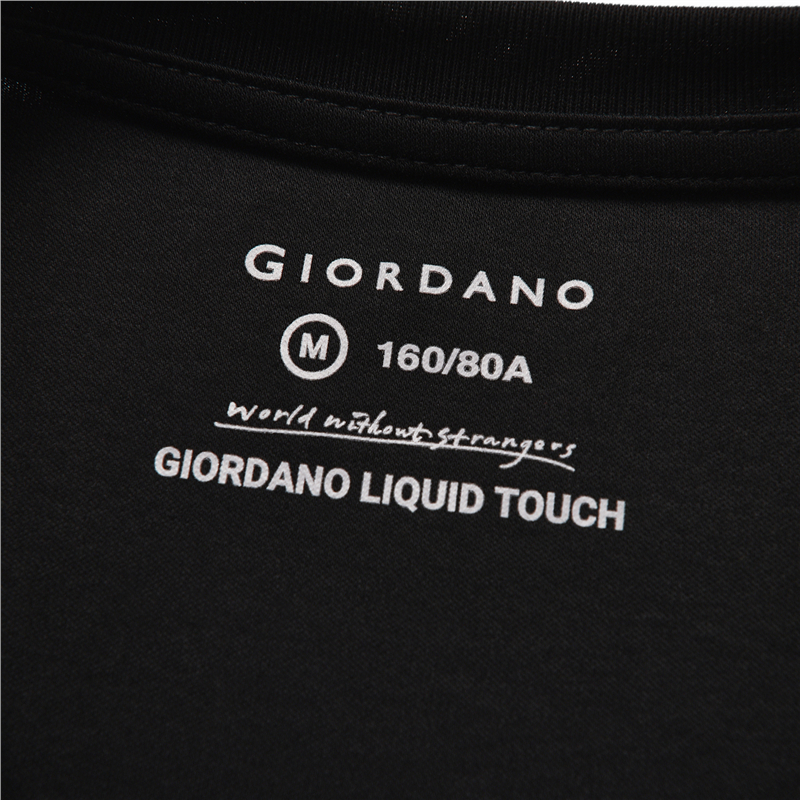 GIORDANO
M 160/80A
world without strangers
GIORDANO LIQUID TOUCH